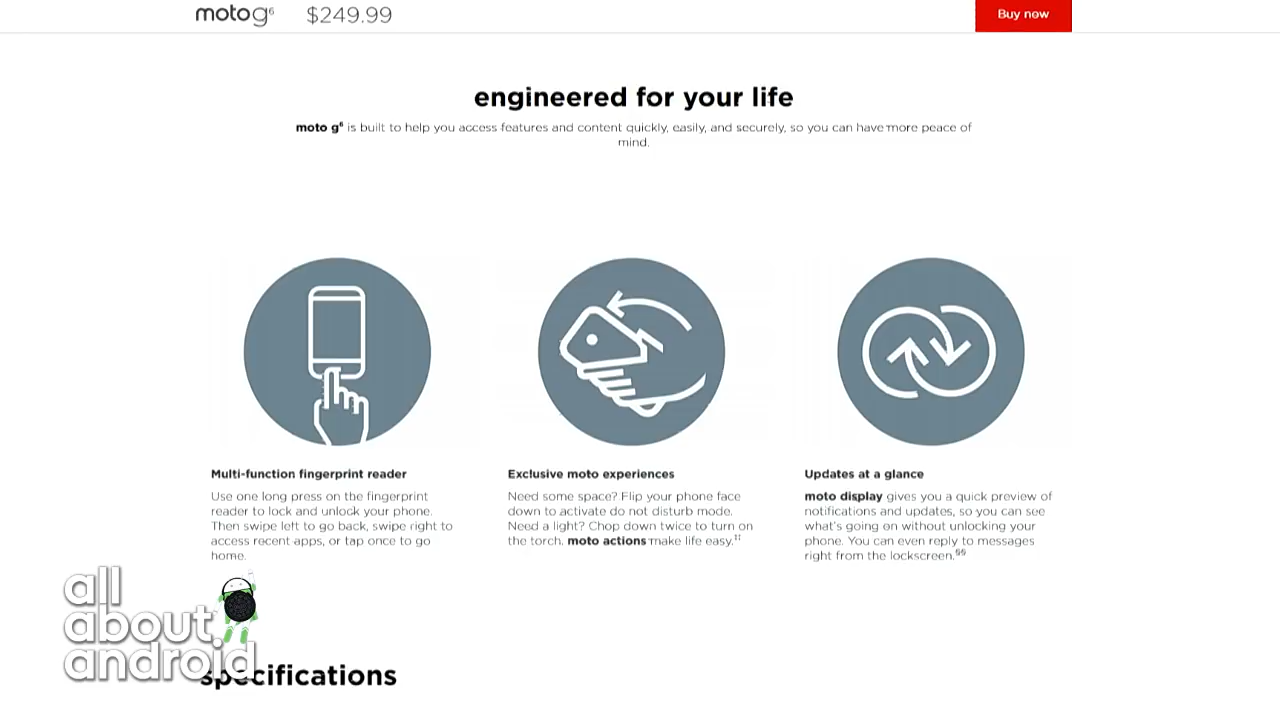 moto g⁶ $249.99 Buy now
engineered for your life
moto g⁶ is built to help you access features and content quickly, easily, and securely, so you can have more peace of
mind.
Multi-function fingerprint reader
Use one long press on the fingerprint
reader to lock and unlock your phone.
Then swipe left to go back, swipe right to
access recent apps, or tap once to go
home.
Exclusive moto experiences
Need some space? Flip your phone face
down to activate do not disturb mode.
Need a light? Chop down twice to turn on
the torch. moto actions make life easy.‡‡
Updates at a glance
moto display gives you a quick preview of
notifications and updates, so you can see
what's going on without unlocking your
phone. You can even reply to messages
right from the lockscreen.§§
all
about
android
specifications